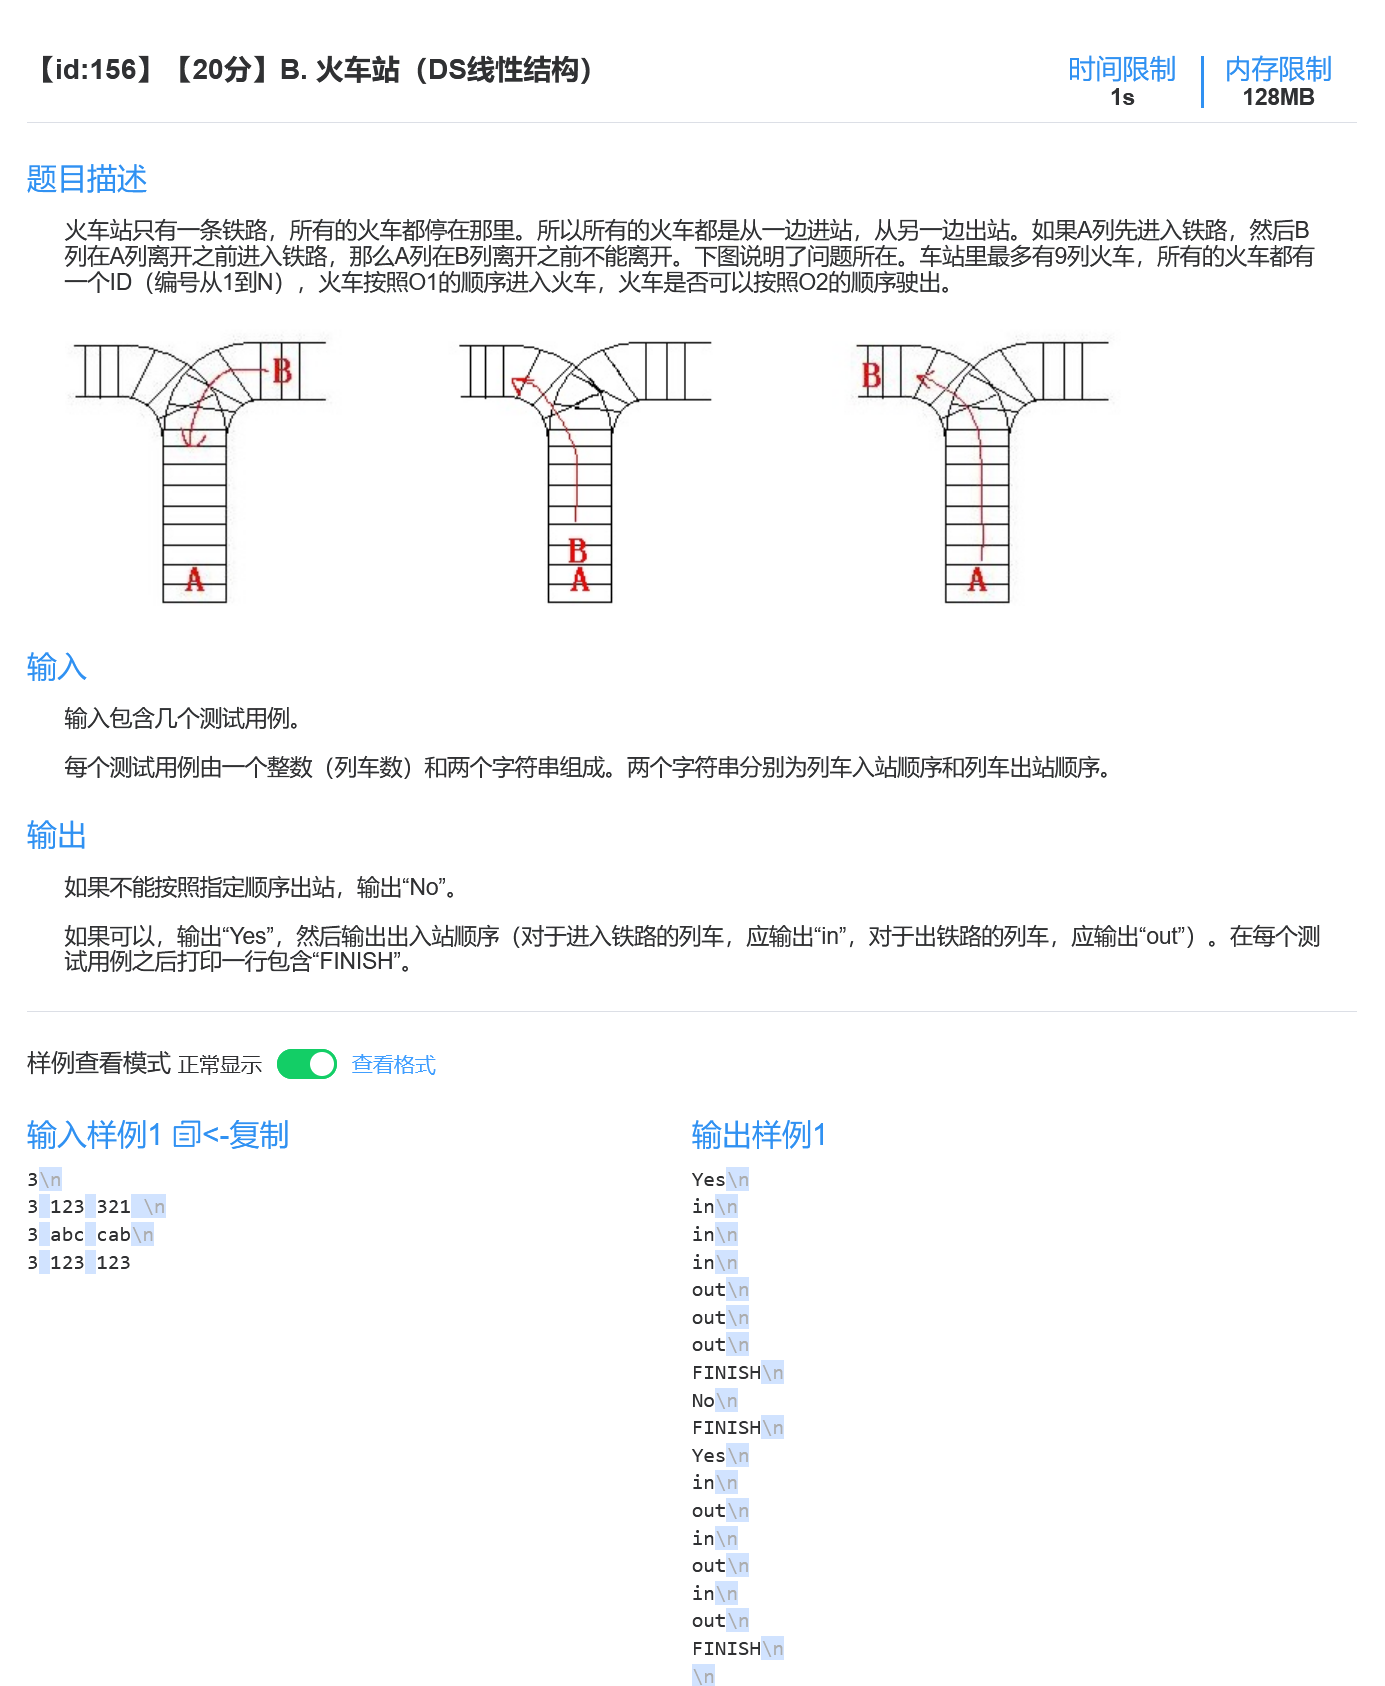 【id:156】【20分】B. 火车站（DS线性结构）
时间限制
1s
内存限制
128MB
题目描述
火车站只有一条铁路，所有的火车都停在那里。所以所有的火车都是从一边进站，从另一边出站。如果A列先进入铁路，然后B
列在A列离开之前进入铁路，那么A列在B列离开之前不能离开。下图说明了问题所在。车站里最多有9列火车，所有的火车都有
一个ID（编号从1到N），火车按照O1的顺序进入火车，火车是否可以按照O2的顺序驶出。
B
A
B
A
B
A
输入
输入包含几个测试用例。
每个测试用例由一个整数（列车数）和两个字符串组成。两个字符串分别为列车入站顺序和列车出站顺序。
输出
如果不能按照指定顺序出站，输出“No”。
如果可以，输出“Yes”，然后输出出入站顺序（对于进入铁路的列车，应输出“in”，对于出铁路的列车，应输出“out”）。在每个测
试用例之后打印一行包含“FINISH”。
样例查看模式 正常显示 查看格式
输入样例1 <-复制
3\n
3 123 321 \n
3 abc cab\n
3 123 123
输出样例1
Yes\n
in\n
in\n
in\n
out\n
out\n
out\n
FINISH\n
No\n
FINISH\n
Yes\n
in\n
out\n
in\n
out\n
in\n
out\n
FINISH\n
\n